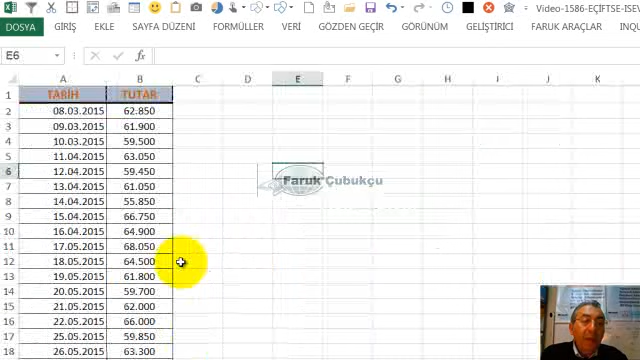 Video-1586-EÇİFTSE-İSEV
DOSYA GİRİŞ EKLE SAYFA DÜZENİ FORMÜLLER VERİ GÖZDEN GEÇİR GÖRÜNÜM GELİŞTİRİCİ FARUK ARAÇLAR INQU
E6 fx
A B C D E F G H I J K
1 TARİH TUTAR
2 08.03.2015 62.850
3 09.03.2015 61.900
4 10.03.2015 59.500
5 11.04.2015 63.050
6 12.04.2015 59.450
7 13.04.2015 61.050
8 14.04.2015 55.850
9 15.04.2015 66.750
10 16.04.2015 64.900
11 17.05.2015 68.050
12 18.05.2015 64.500
13 19.05.2015 61.800
14 20.05.2015 59.700
15 21.05.2015 62.000
16 22.05.2015 66.000
17 25.05.2015 59.850
18 26.05.2015 63.300
Faruk Çubukçu